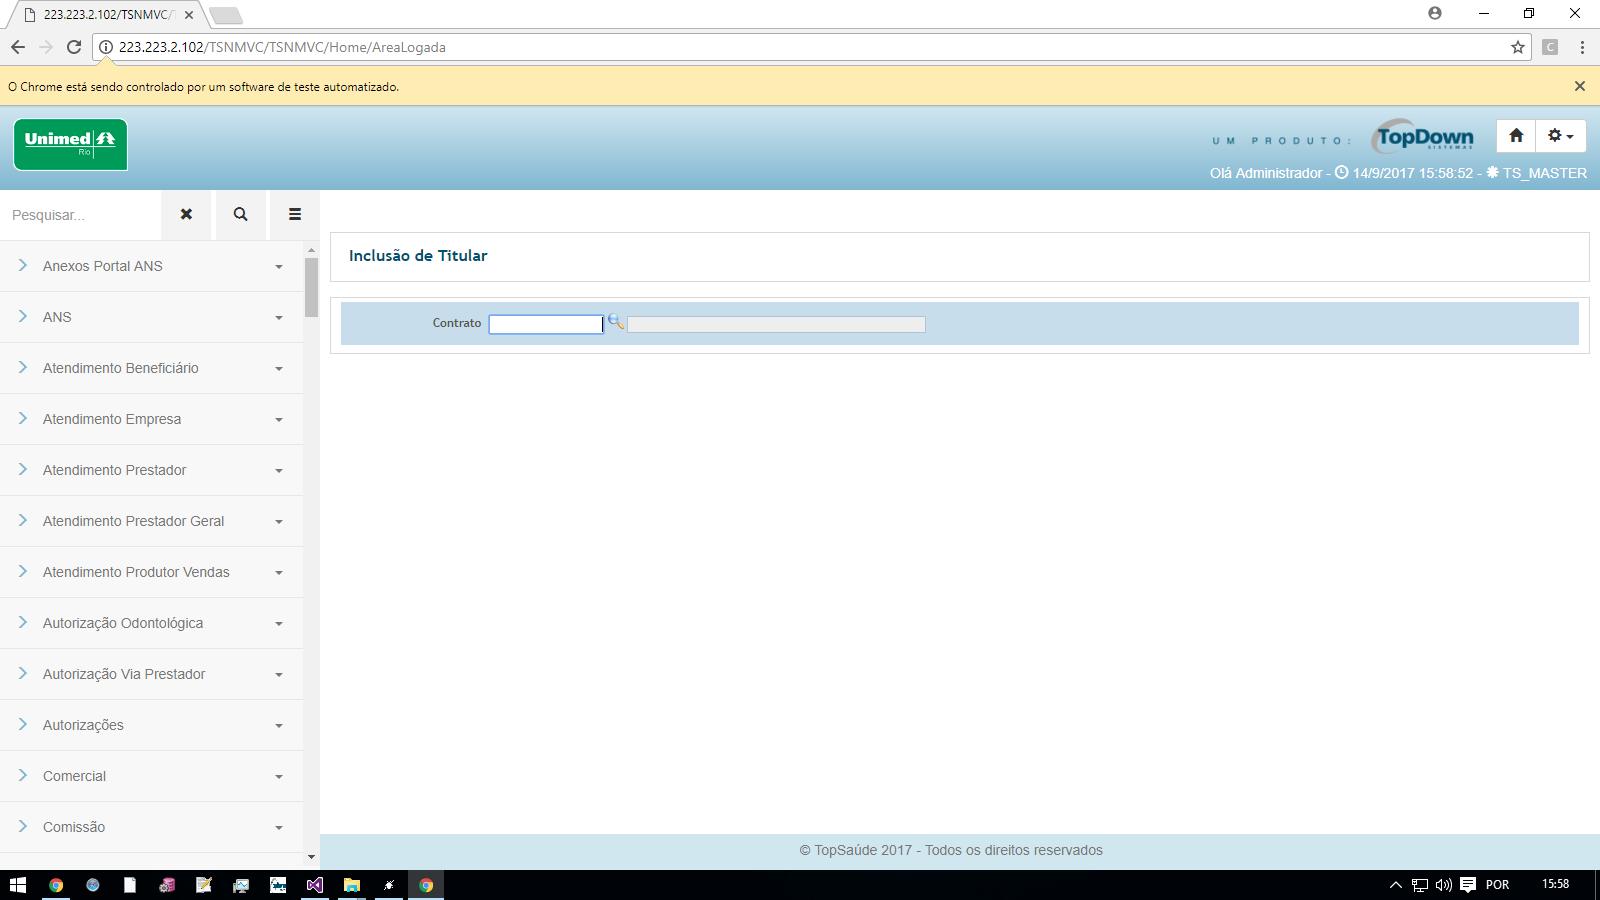 223.223.2.102/TSNMVC/T
223.223.2.102/TSNMVC/TSNMVC/Home/AreaLogada
C
O Chrome está sendo controlado por um software de teste automatizado.
Unimed
Rio
UM PRODUTO:
TopDown
SISTEMAS
Olá Administrador - 14/9/2017 15:58:52 - TS_MASTER
Pesquisar...
Anexos Portal ANS
ANS
Atendimento Beneficiário
Atendimento Empresa
Atendimento Prestador
Atendimento Prestador Geral
Atendimento Produtor Vendas
Autorização Odontológica
Autorização Via Prestador
Autorizações
Comercial
Comissão
Inclusão de Titular
Contrato
© TopSaúde 2017 - Todos os direitos reservados
POR
15:58